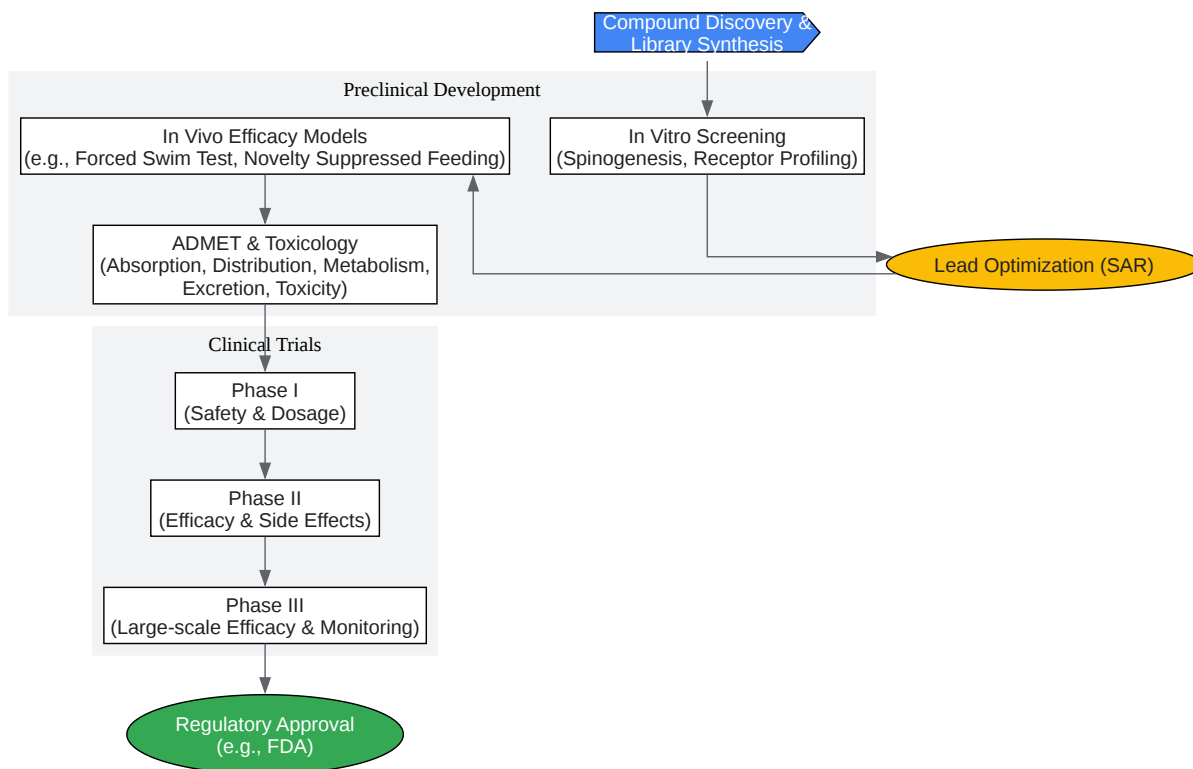 Compound Discovery &
Library Synthesis
Preclinical Development
In Vivo Efficacy Models
(e.g., Forced Swim Test, Novelty Suppressed Feeding)
In Vitro Screening
(Spinogenesis, Receptor Profiling)
ADMET & Toxicology
(Absorption, Distribution, Metabolism,
Excretion, Toxicity)
Lead Optimization (SAR)
Clinical Trials
Phase I
(Safety & Dosage)
Phase II
(Efficacy & Side Effects)
Phase III
(Large-scale Efficacy & Monitoring)
Regulatory Approval
(e.g., FDA)